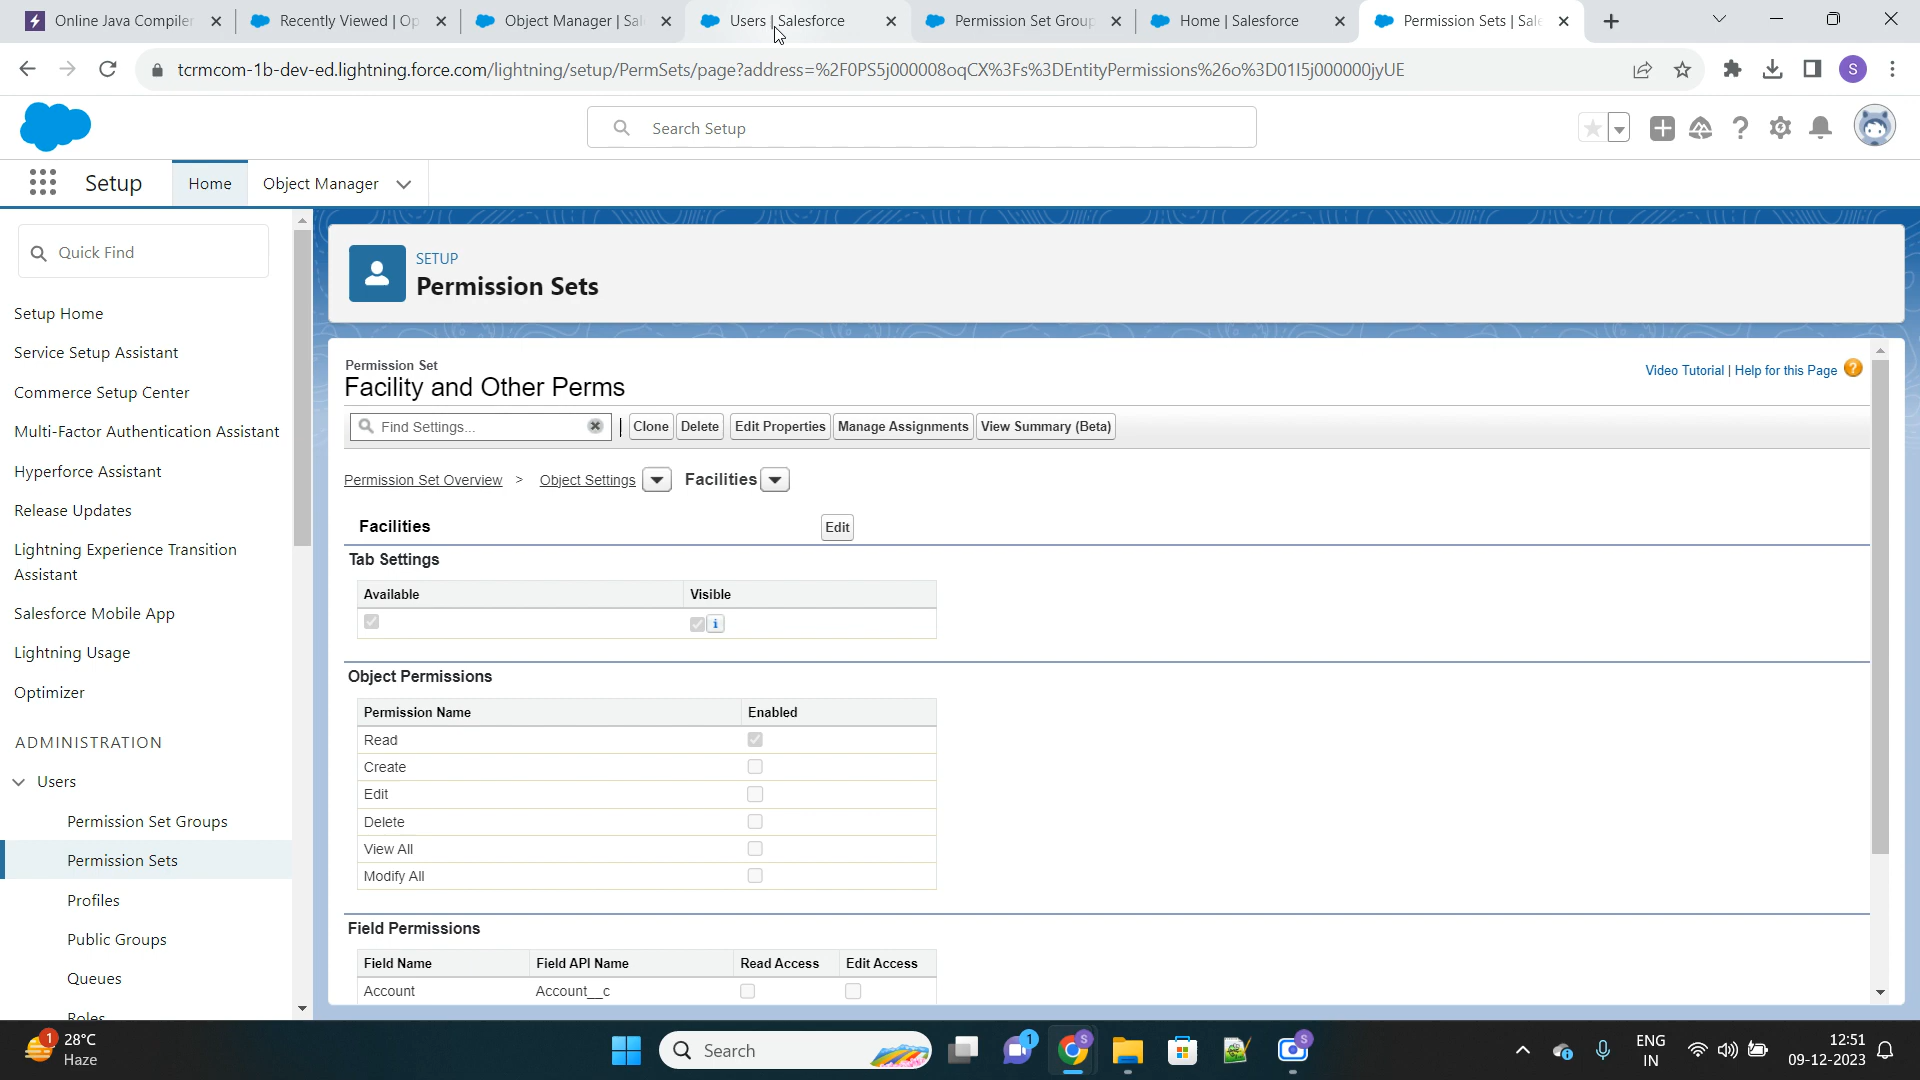 Online Java Compiler
Recently Viewed | Op
Object Manager | Sal
Users | Salesforce
Permission Set Group
Home | Salesforce
Permission Sets | Sale
tcrmcom-1b-dev-ed.lightning.force.com/lightning/setup/PermSets/page?address=%2F0PS5j000008oqCX%3Fs%3DEntityPermissions%26o%3D01I5j000000jyUE
S
Search Setup
Setup
Home
Object Manager
Quick Find
Setup Home
Service Setup Assistant
Commerce Setup Center
Multi-Factor Authentication Assistant
Hyperforce Assistant
Release Updates
Lightning Experience Transition
Assistant
Salesforce Mobile App
Lightning Usage
Optimizer
ADMINISTRATION
Users
Permission Set Groups
Permission Sets
Profiles
Public Groups
Queues
Roles
SETUP
Permission Sets
Permission Set
Facility and Other Perms
Video Tutorial | Help for this Page
Find Settings...
Clone Delete Edit Properties Manage Assignments View Summary (Beta)
Permission Set Overview > Object Settings Facilities
Facilities Edit
Tab Settings
Available Visible
Object Permissions
Permission Name Enabled
Read
Create
Edit
Delete
View All
Modify All
Field Permissions
Field Name Field API Name Read Access Edit Access
Account Account__c
1 28°C
Haze
Search
1
S
S
ENG
IN
12:51
09-12-2023